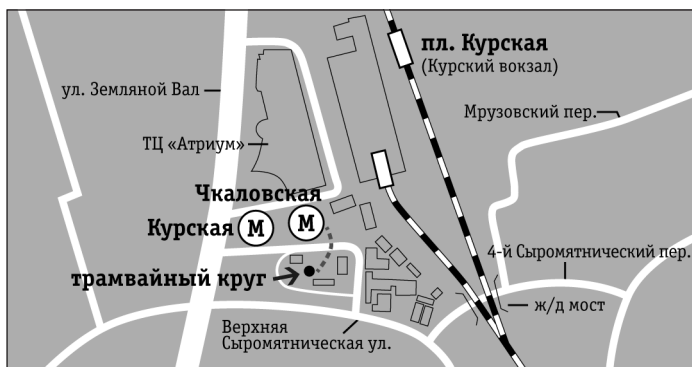 пл. Курская
(Курский вокзал)
ул. Земляной Вал
Мрузовский пер.
ТЦ «Атриум»
Чкаловская
Курская М
М
4-й Сыромятнический пер.
трамвайный круг
ж/д мост
Верхняя
Сыромятническая ул.